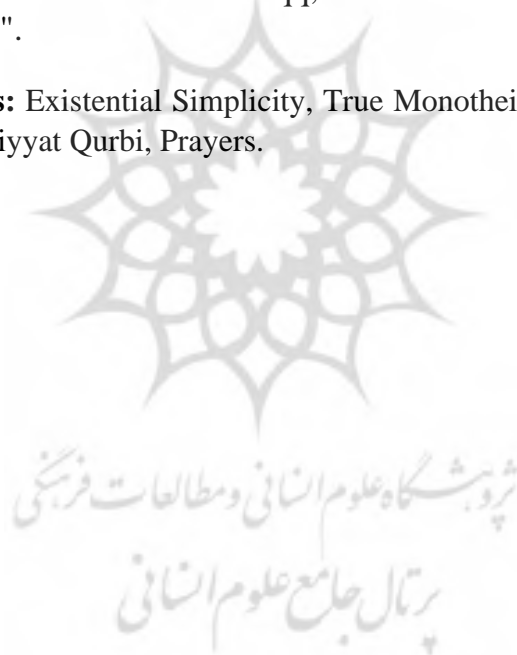 ".
s: Existential Simplicity, True Monothei
iyyat Qurbi, Prayers.
پژوهشگاه علوم انسانی و مطالعات فرهنگی
پرتال جامع علوم انسانی